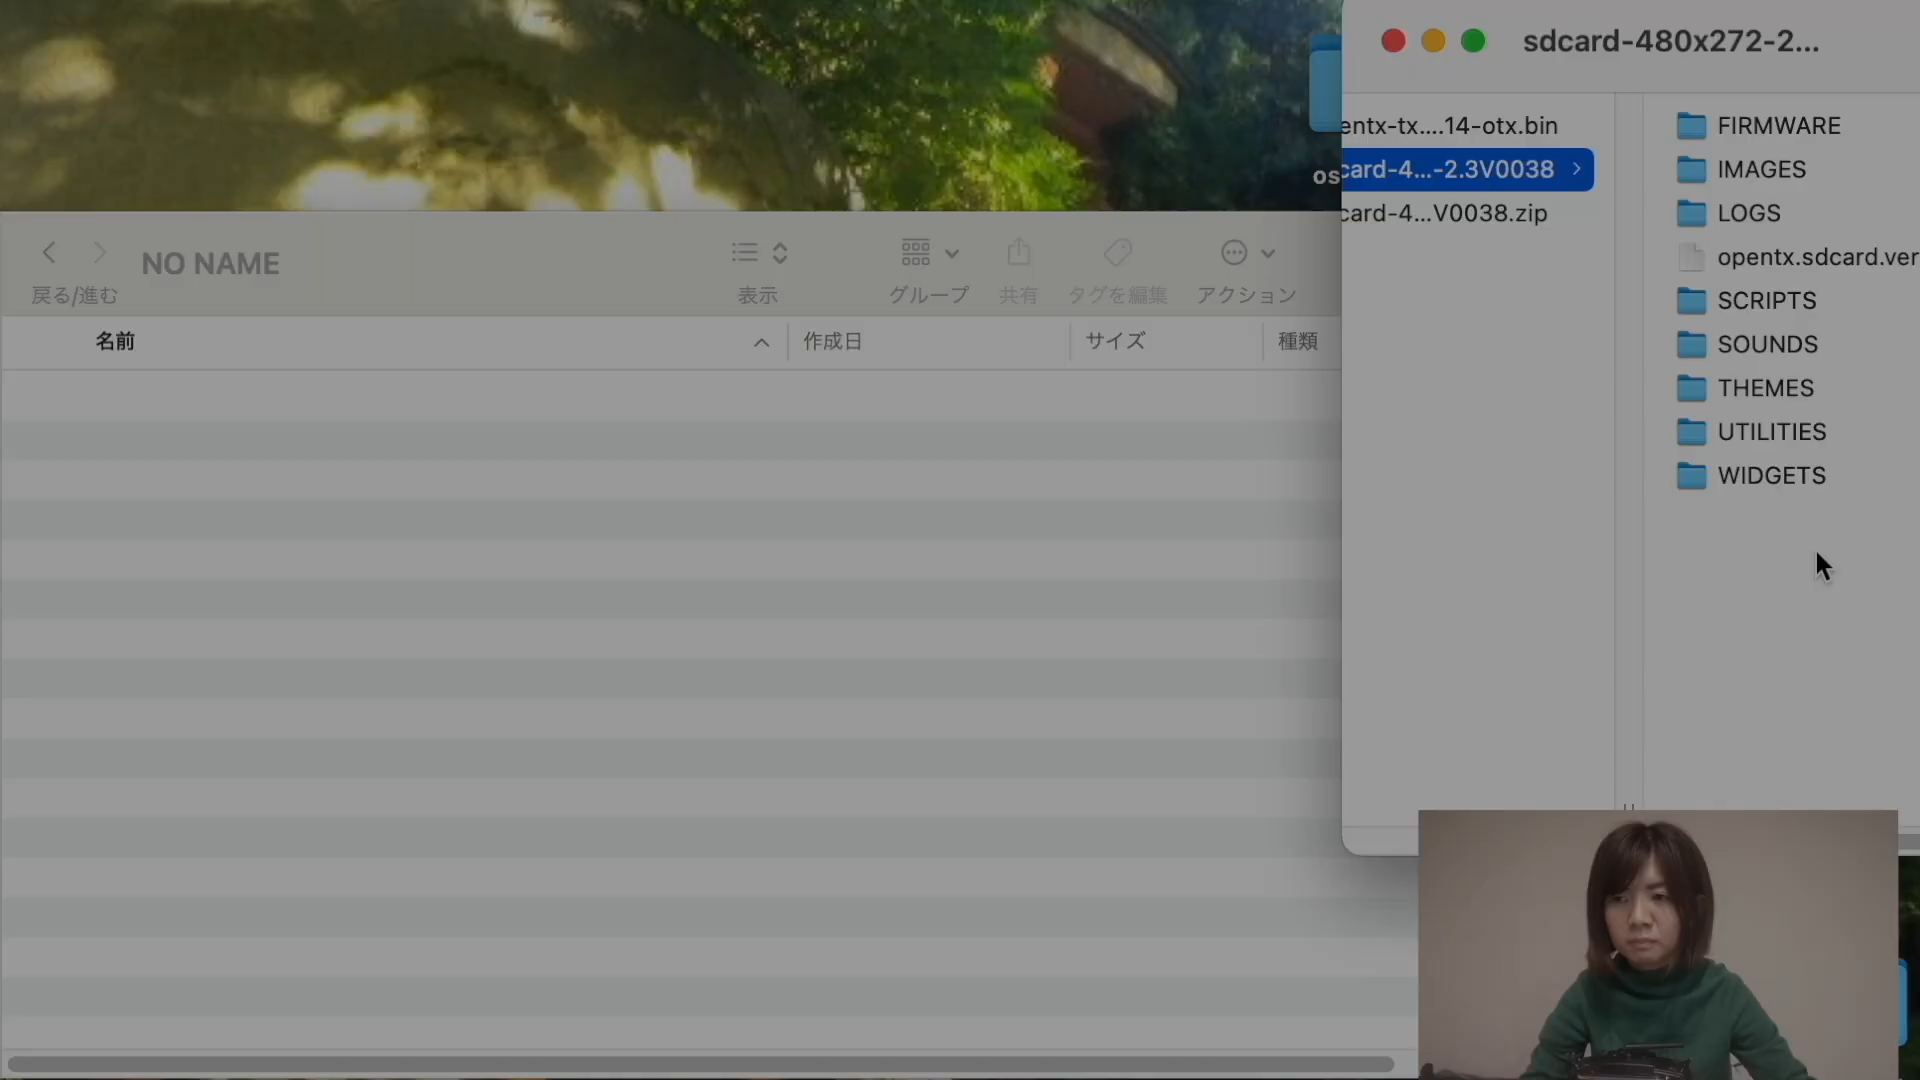 sdcard-480x272-2...
entx-tx....14-otx.bin
card-4...-2.3V0038
card-4...V0038.zip
FIRMWARE
IMAGES
LOGS
opentx.sdcard.ver
SCRIPTS
SOUNDS
THEMES
UTILITIES
WIDGETS
os
NO NAME
戻る/進む
表示
グループ
共有
タグを編集
アクション
名前
作成日
サイズ
種類